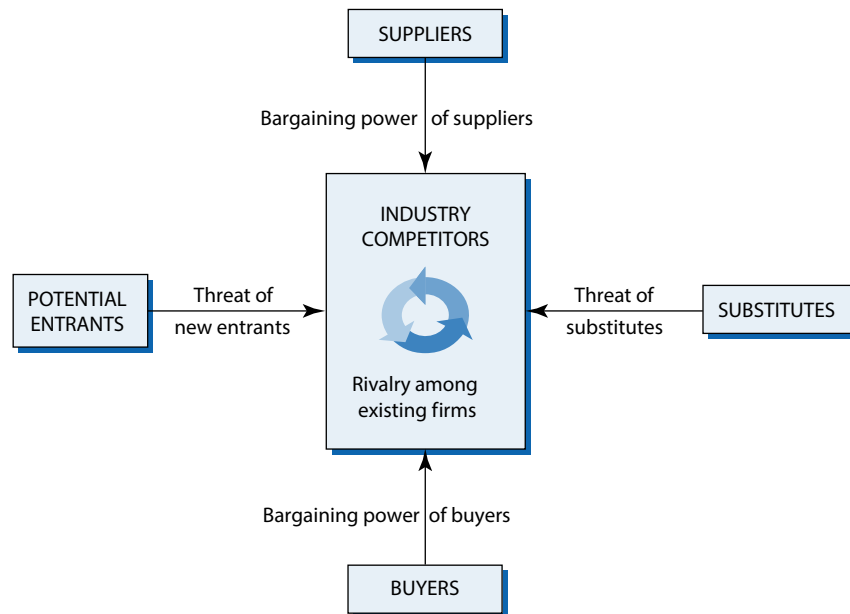 SUPPLIERS
Bargaining power of suppliers
INDUSTRY
COMPETITORS
POTENTIAL
ENTRANTS
Threat of
new entrants
Threat of
substitutes
SUBSTITUTES
Rivalry among
existing firms
Bargaining power of buyers
BUYERS